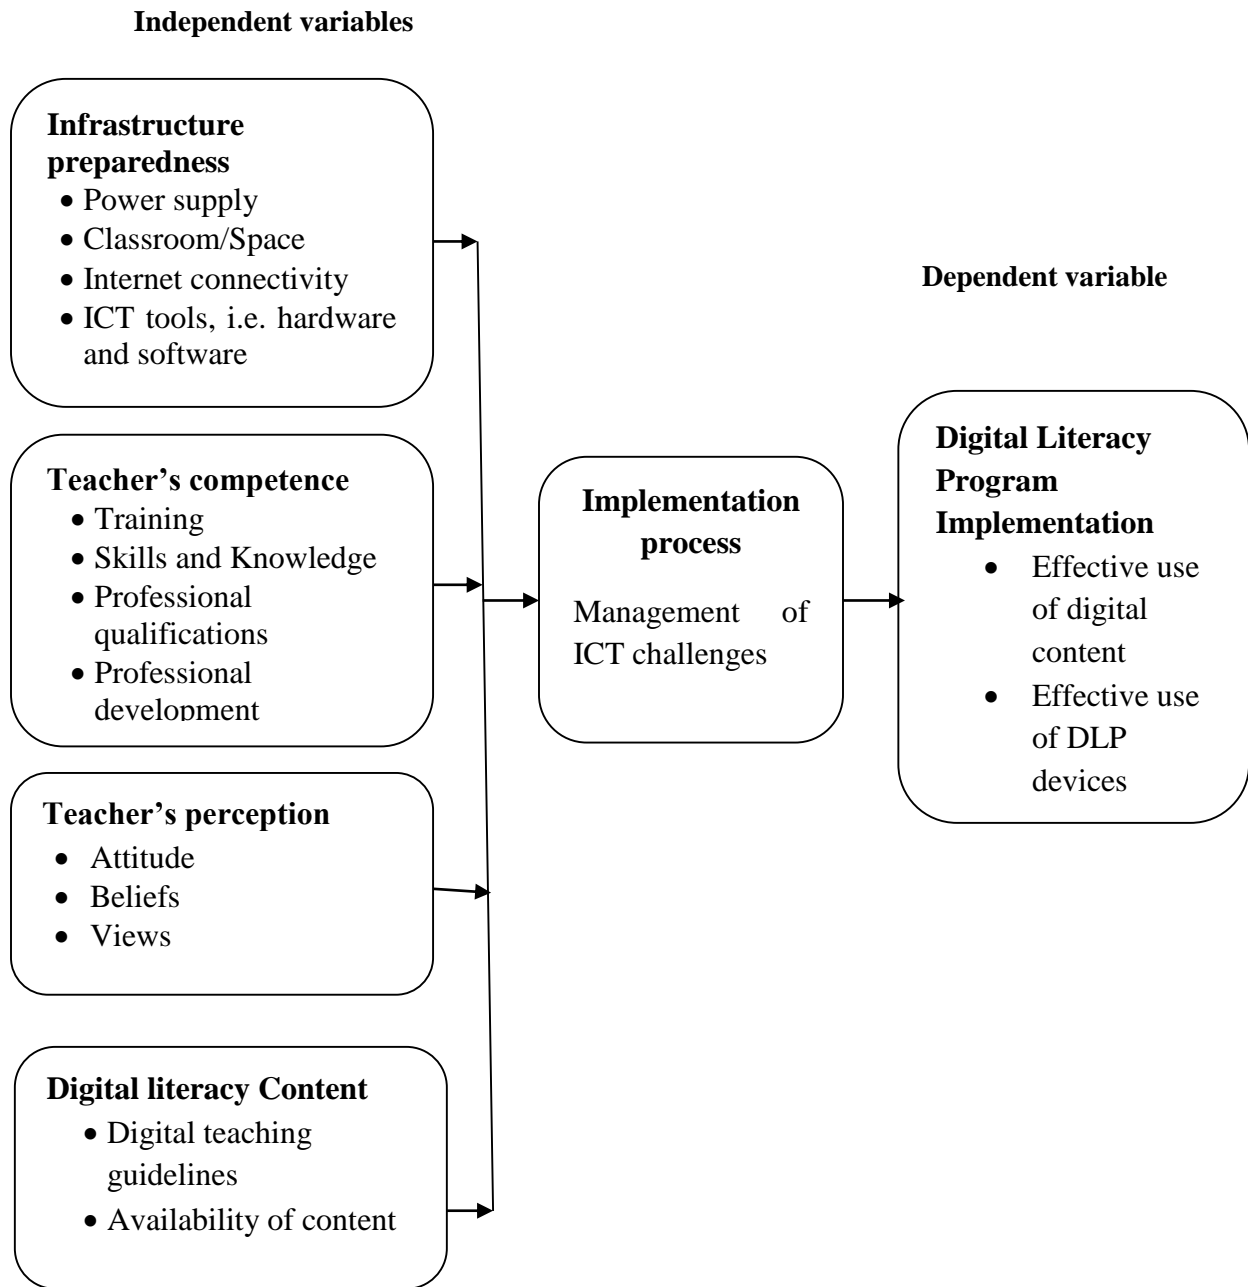 Independent variables
Infrastructure
preparedness
• Power supply
• Classroom/Space
• Internet connectivity
• ICT tools, i.e. hardware
and software
Teacher’s competence
• Training
• Skills and Knowledge
• Professional
qualifications
• Professional
development
Teacher’s perception
• Attitude
• Beliefs
• Views
Digital literacy Content
• Digital teaching
guidelines
• Availability of content
Implementation
process
Management of
ICT challenges
Dependent variable
Digital Literacy
Program
Implementation
• Effective use
of digital
content
• Effective use
of DLP
devices